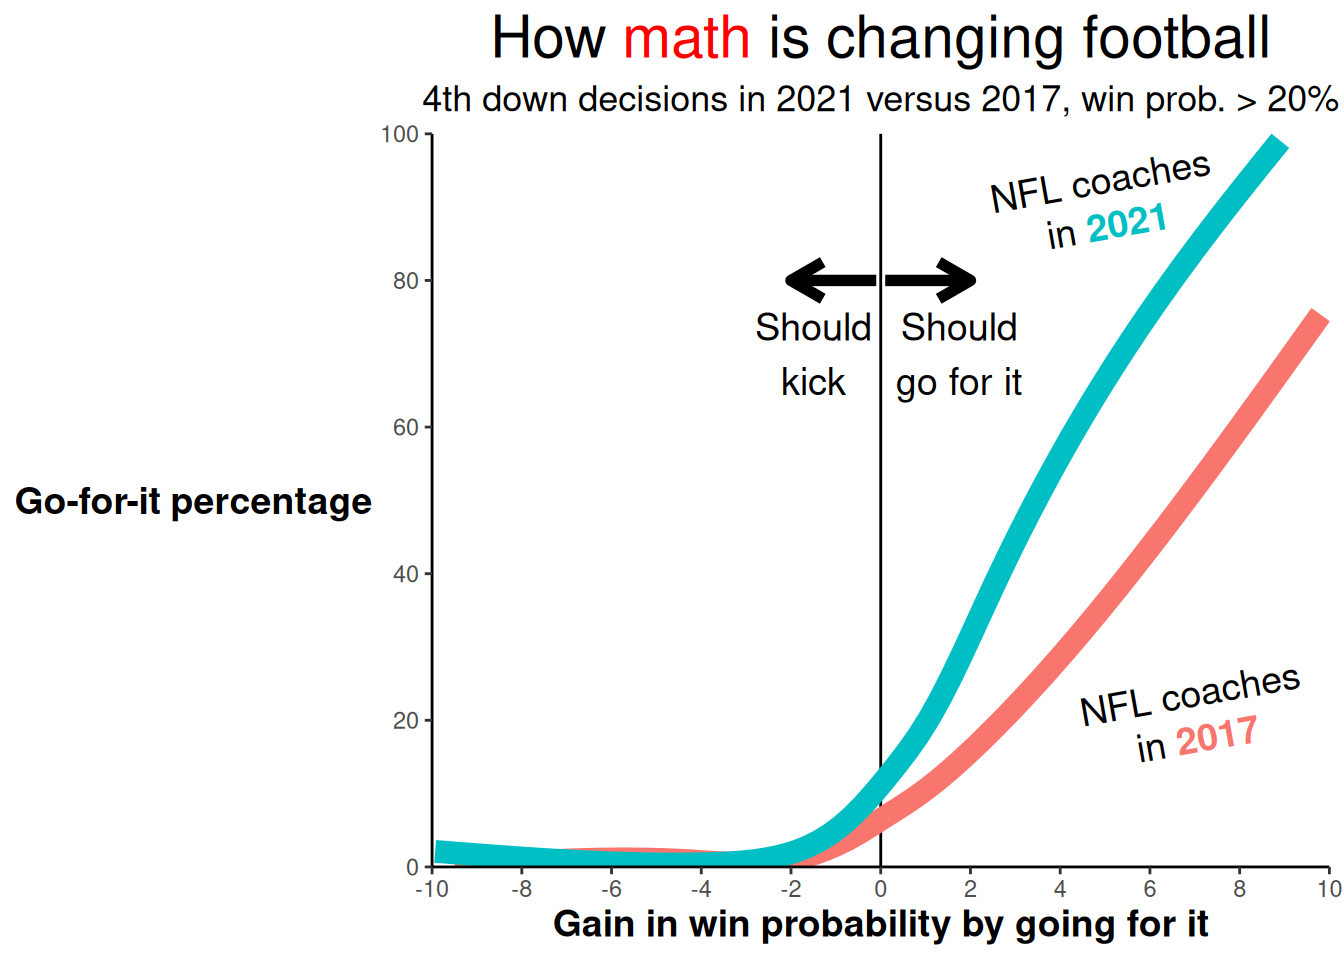 How math is changing football
4th down decisions in 2021 versus 2017, win prob. > 20%
100
80
60
40
20
0
Go-for-it percentage
NFL coaches
in 2021
Should
kick
Should
go for it
NFL coaches
in 2017
-10 -8 -6 -4 -2 0 2 4 6 8 10
Gain in win probability by going for it